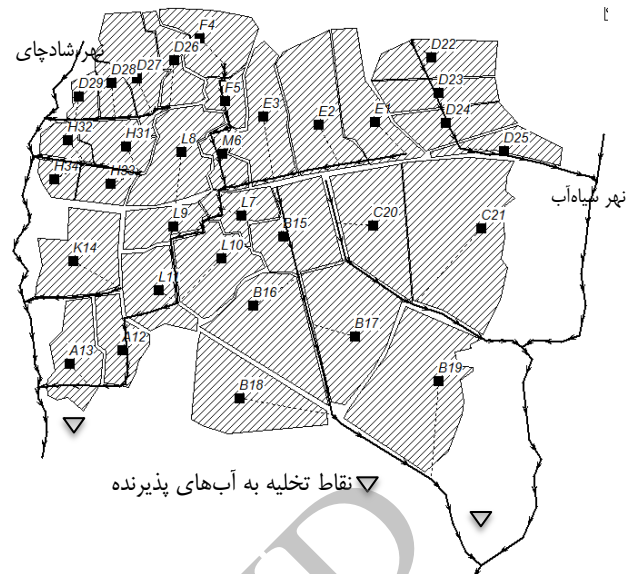 F4
D22
D26
نهر شادچای
D27
D28
D29
D23
F5
E3
E2
D24
H32
H31
L8
M6
D25
H34
H33
نهر سیاه‌آب
L7
L9
C20
C21
B15
K14
L10
L11
B16
B17
A13
A12
B18
B19
نقاط تخلیه به آب‌های پذیرنده